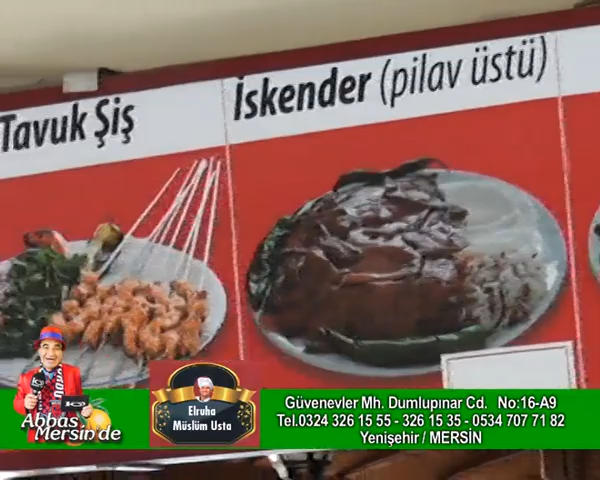 Tavuk Şiş
İskender (pilav üstü)
Abbas
Mersin'de
Elruha
Müslüm Usta
Güvenevler Mh. Dumlupınar Cd. No:16-A9
Tel.0324 326 15 55 - 326 15 35 - 0534 707 71 82
Yenişehir / MERSİN